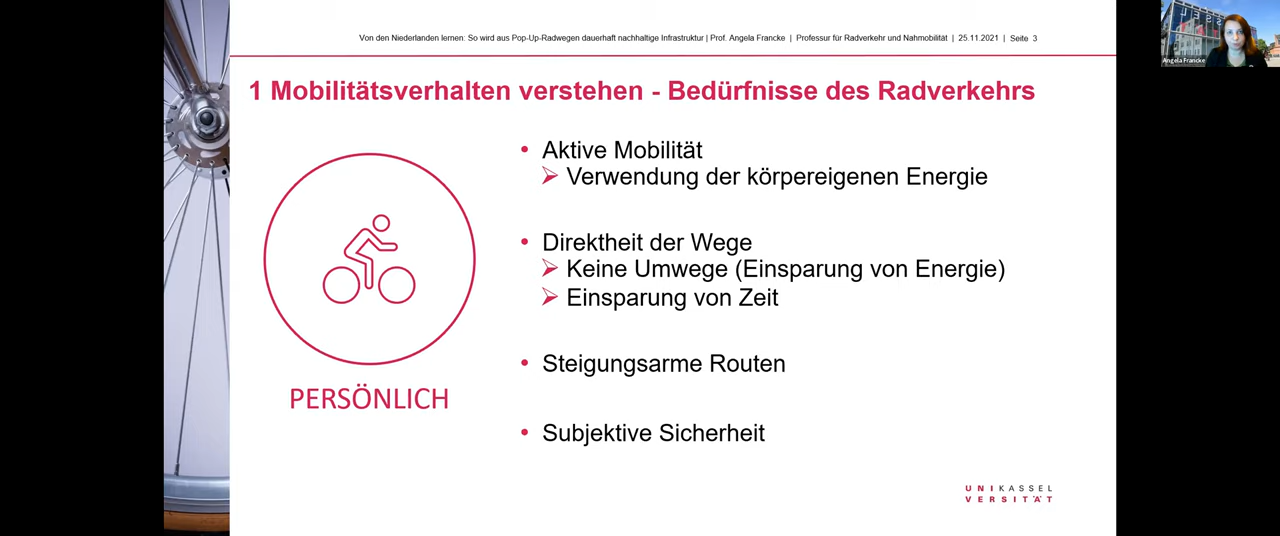 Von den Niederlanden lernen: So wird aus Pop-Up-Radwegen dauerhaft nachhaltige Infrastruktur | Prof. Angela Francke | Professur für Radverkehr und Nahmobilität | 25.11.2021 | Seite 3
Angela Francke
1 Mobilitätsverhalten verstehen - Bedürfnisse des Radverkehrs
• Aktive Mobilität
➢ Verwendung der körpereigenen Energie
• Direktheit der Wege
➢ Keine Umwege (Einsparung von Energie)
➢ Einsparung von Zeit
• Steigungsarme Routen
PERSÖNLICH
• Subjektive Sicherheit
UNIKASSEL
VERSITÄT